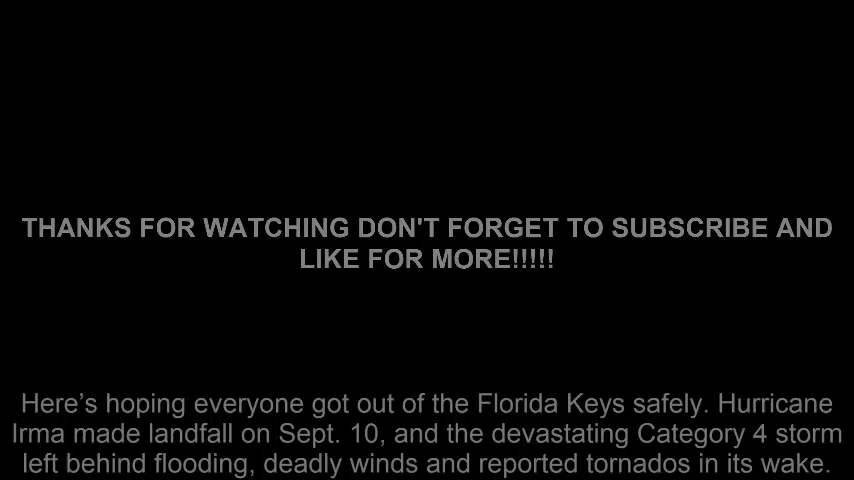 THANKS FOR WATCHING DON'T FORGET TO SUBSCRIBE AND
LIKE FOR MORE!!!!!
Here’s hoping everyone got out of the Florida Keys safely. Hurricane
Irma made landfall on Sept. 10, and the devastating Category 4 storm
left behind flooding, deadly winds and reported tornados in its wake.